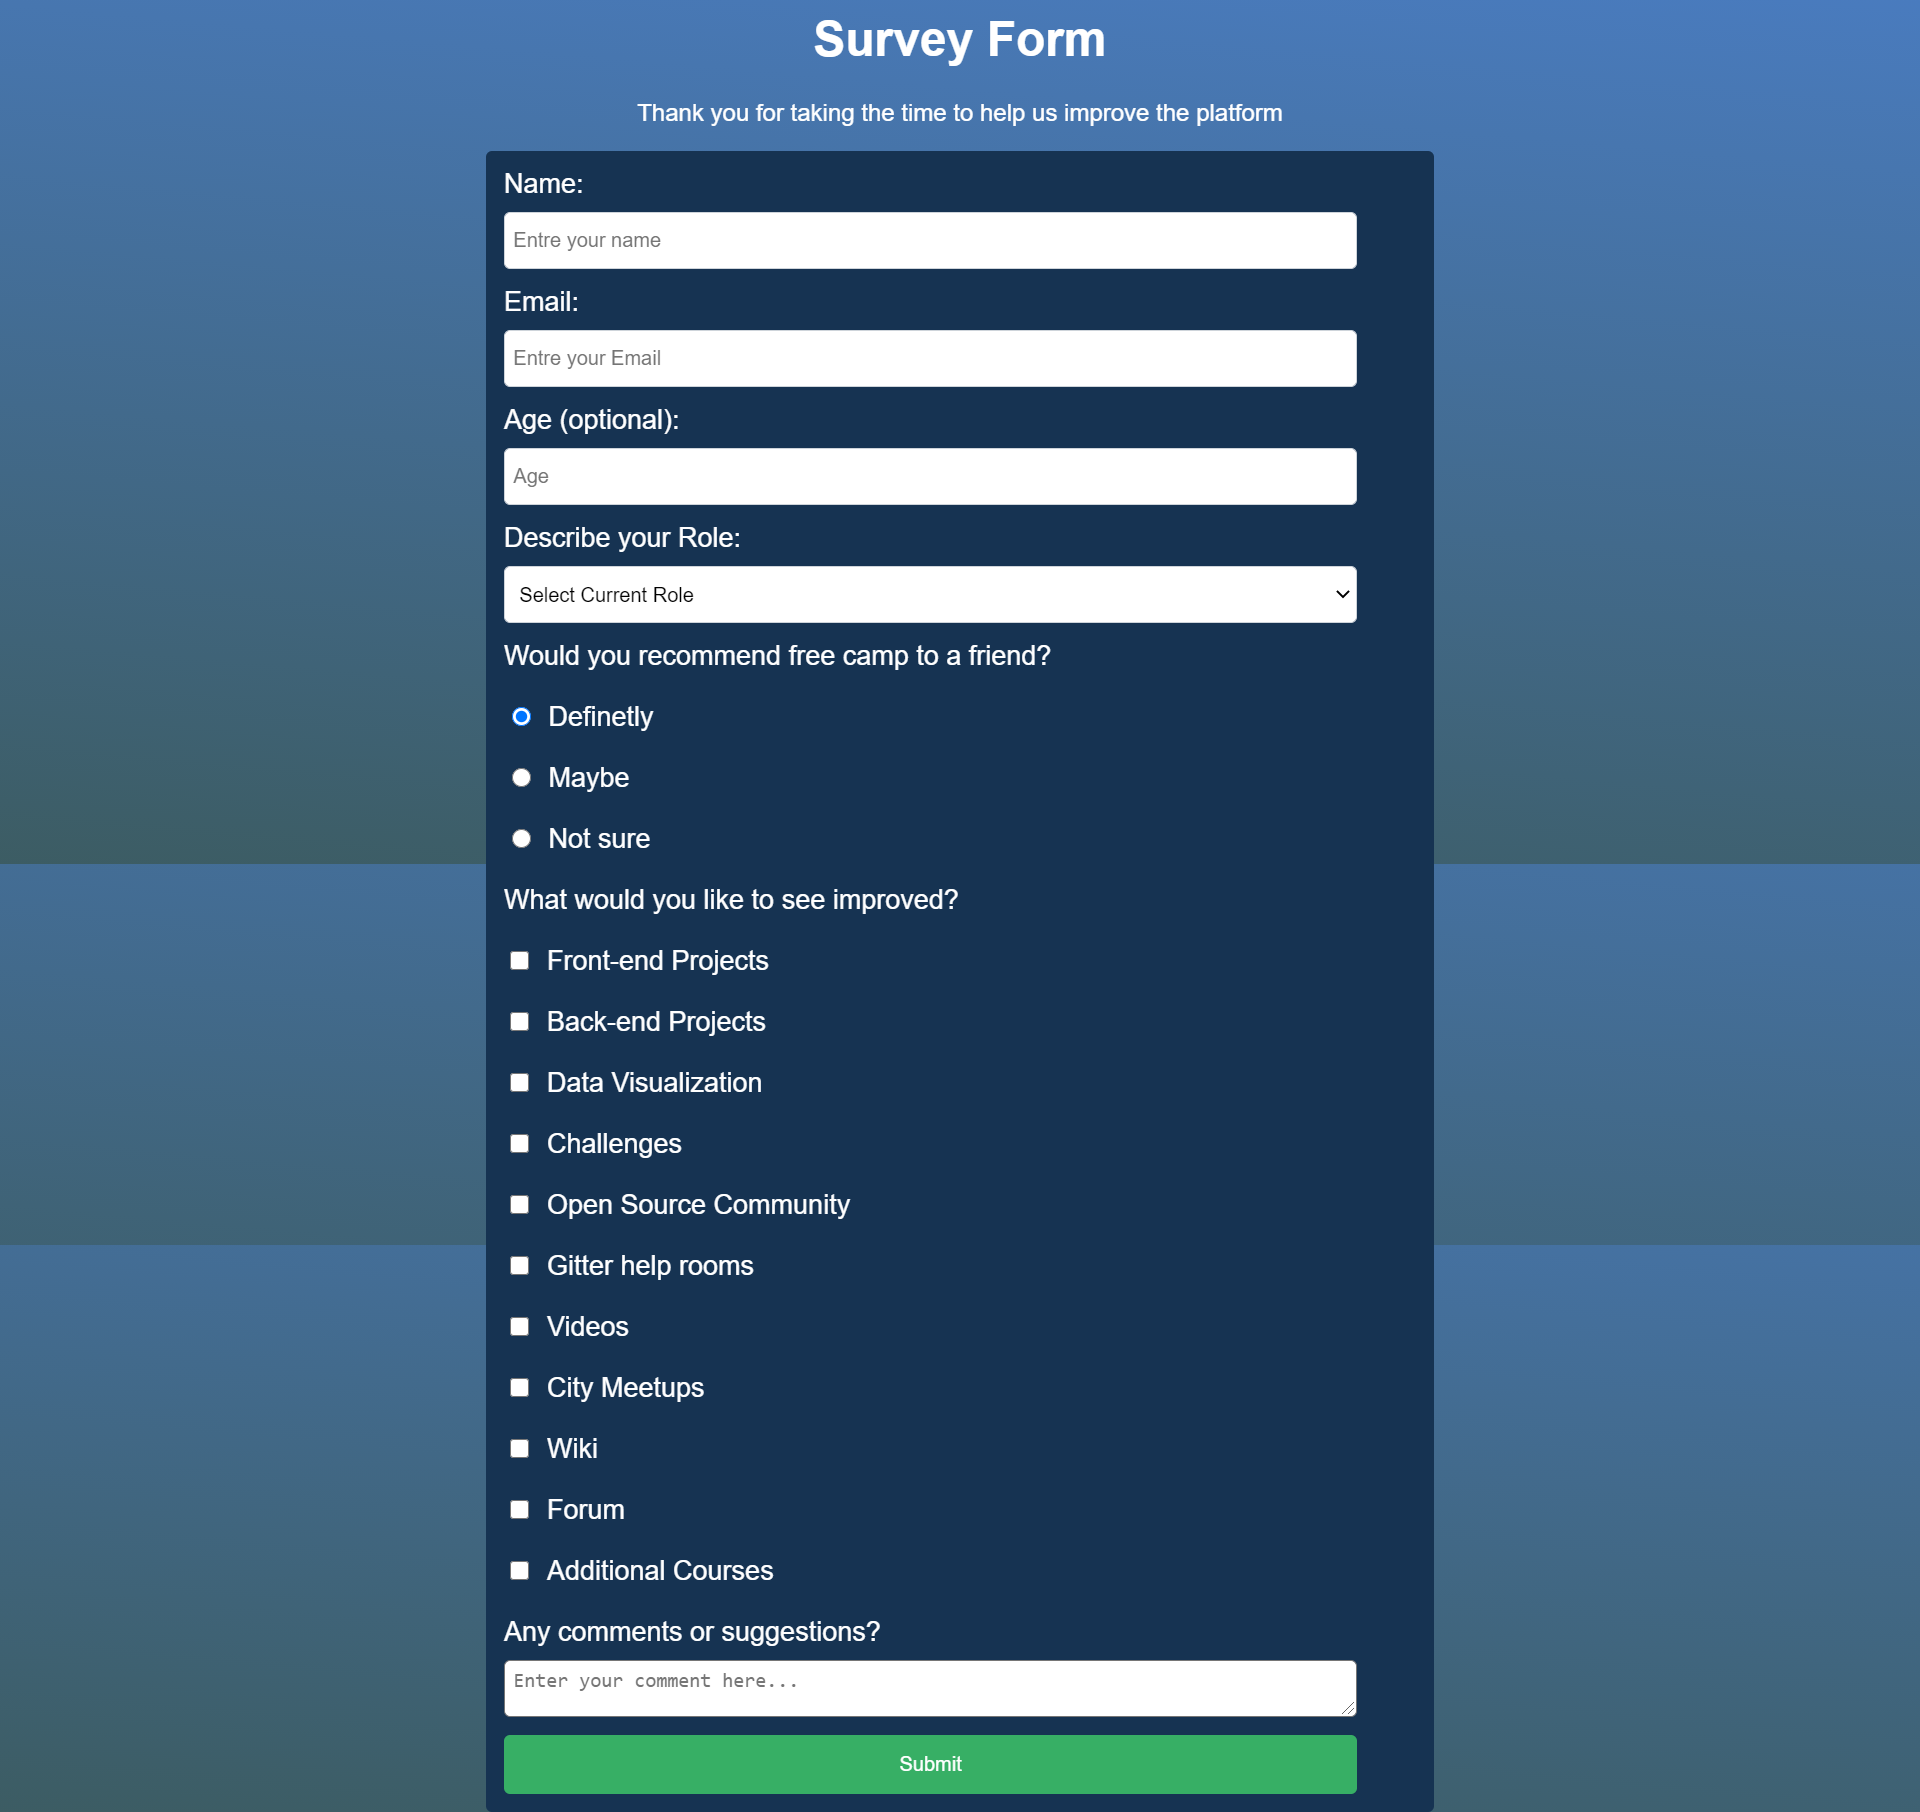 Survey Form
Thank you for taking the time to help us improve the platform
Name:
Entre your name
Email:
Entre your Email
Age (optional):
Age
Describe your Role:
Select Current Role
Would you recommend free camp to a friend?
Definetly
Maybe
Not sure
What would you like to see improved?
Front-end Projects
Back-end Projects
Data Visualization
Challenges
Open Source Community
Gitter help rooms
Videos
City Meetups
Wiki
Forum
Additional Courses
Any comments or suggestions?
Enter your comment here...
Submit